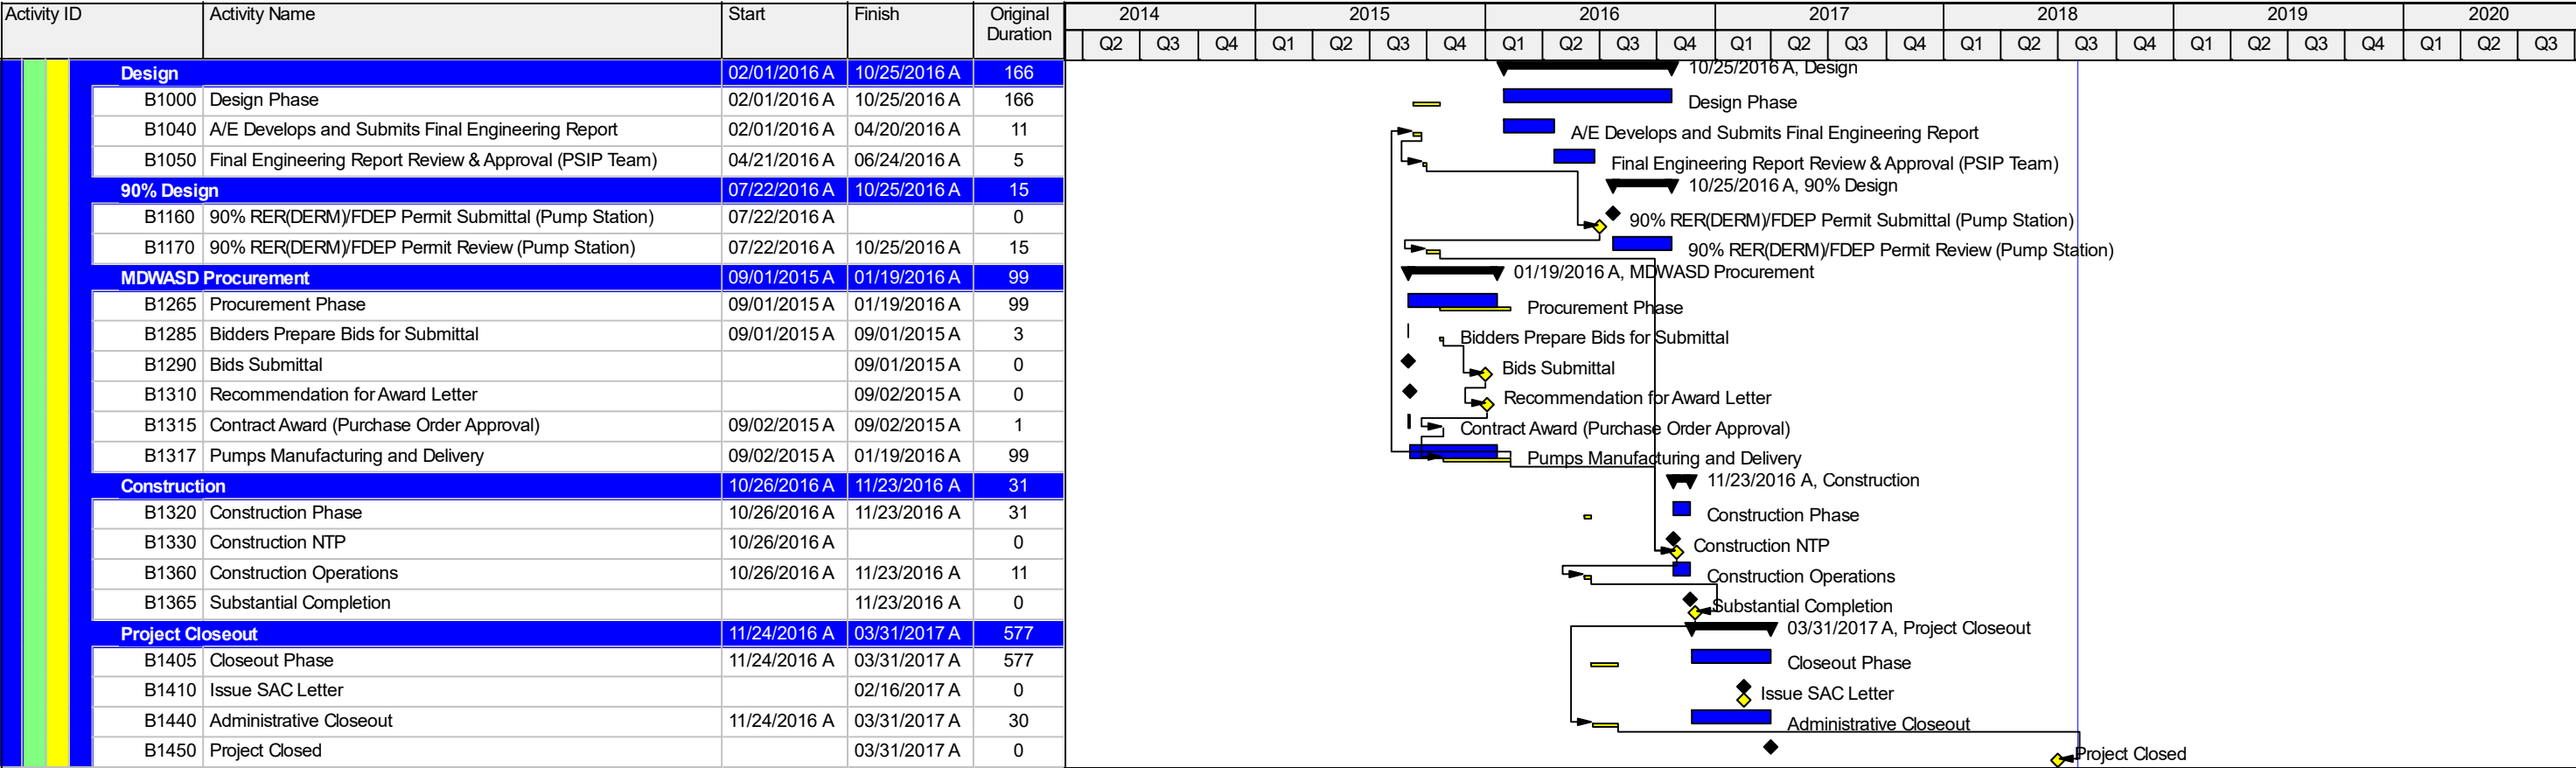 Activity ID Activity Name Start Finish Original Duration 2014 2015 2016 2017 2018 2019 2020
Q2 Q3 Q4 Q1 Q2 Q3 Q4 Q1 Q2 Q3 Q4 Q1 Q2 Q3 Q4 Q1 Q2 Q3 Q4 Q1 Q2 Q3 Q4 Q1 Q2 Q3
Design 02/01/2016 A 10/25/2016 A 166 10/25/2016 A, Design
B1000 Design Phase 02/01/2016 A 10/25/2016 A 166 Design Phase
B1040 A/E Develops and Submits Final Engineering Report 02/01/2016 A 04/20/2016 A 11 A/E Develops and Submits Final Engineering Report
B1050 Final Engineering Report Review & Approval (PSIP Team) 04/21/2016 A 06/24/2016 A 5 Final Engineering Report Review & Approval (PSIP Team)
90% Design 07/22/2016 A 10/25/2016 A 15 10/25/2016 A, 90% Design
B1160 90% RER(DERM)/FDEP Permit Submittal (Pump Station) 07/22/2016 A 0 90% RER(DERM)/FDEP Permit Submittal (Pump Station)
B1170 90% RER(DERM)/FDEP Permit Review (Pump Station) 07/22/2016 A 10/25/2016 A 15 90% RER(DERM)/FDEP Permit Review (Pump Station)
MDWASD Procurement 09/01/2015 A 01/19/2016 A 99 01/19/2016 A, MDWASD Procurement
B1265 Procurement Phase 09/01/2015 A 01/19/2016 A 99 Procurement Phase
B1285 Bidders Prepare Bids for Submittal 09/01/2015 A 09/01/2015 A 3 Bidders Prepare Bids for Submittal
B1290 Bids Submittal 09/01/2015 A 0 Bids Submittal
B1310 Recommendation for Award Letter 09/02/2015 A 0 Recommendation for Award Letter
B1315 Contract Award (Purchase Order Approval) 09/02/2015 A 09/02/2015 A 1 Contract Award (Purchase Order Approval)
B1317 Pumps Manufacturing and Delivery 09/02/2015 A 01/19/2016 A 99 Pumps Manufacturing and Delivery
Construction 10/26/2016 A 11/23/2016 A 31 11/23/2016 A, Construction
B1320 Construction Phase 10/26/2016 A 11/23/2016 A 31 Construction Phase
B1330 Construction NTP 10/26/2016 A 0 Construction NTP
B1360 Construction Operations 10/26/2016 A 11/23/2016 A 11 Construction Operations
B1365 Substantial Completion 11/23/2016 A 0 Substantial Completion
Project Closeout 11/24/2016 A 03/31/2017 A 577 03/31/2017 A, Project Closeout
B1405 Closeout Phase 11/24/2016 A 03/31/2017 A 577 Closeout Phase
B1410 Issue SAC Letter 02/16/2017 A 0 Issue SAC Letter
B1440 Administrative Closeout 11/24/2016 A 03/31/2017 A 30 Administrative Closeout
B1450 Project Closed 03/31/2017 A 0 Project Closed